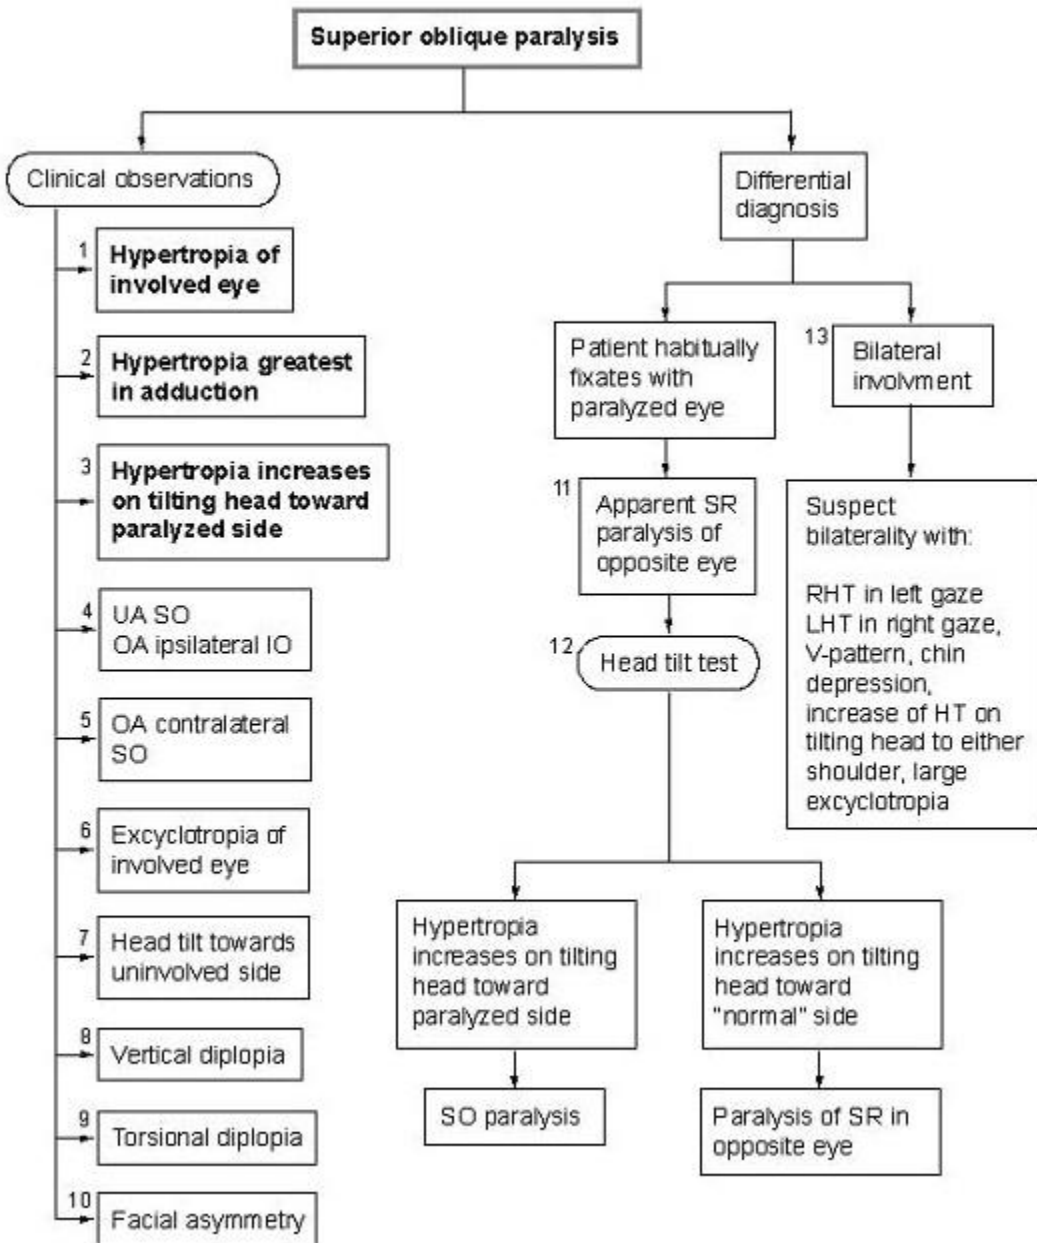 Superior oblique paralysis
Clinical observations
1
Hypertropia of
involved eye
2
Hypertropia greatest
in adduction
3
Hypertropia increases
on tilting head toward
paralyzed side
4
UA SO
OA ipsilateral IO
5
OA contralateral
SO
6
Excyclotropia of
involved eye
7
Head tilt towards
uninvolved side
8
Vertical diplopia
9
Torsional diplopia
10
Facial asymmetry
Differential
diagnosis
Patient habitually
fixates with
paralyzed eye
11
Apparent SR
paralysis of
opposite eye
12
Head tilt test
Hypertropia
increases on tilting
head toward
paralyzed side
SO paralysis
Hypertropia
increases on tilting
head toward
"normal" side
Paralysis of SR in
opposite eye
13
Bilateral
involvment
Suspect
bilaterality with:
RHT in left gaze
LHT in right gaze,
V-pattern, chin
depression,
increase of HT on
tilting head to either
shoulder, large
excyclotropia